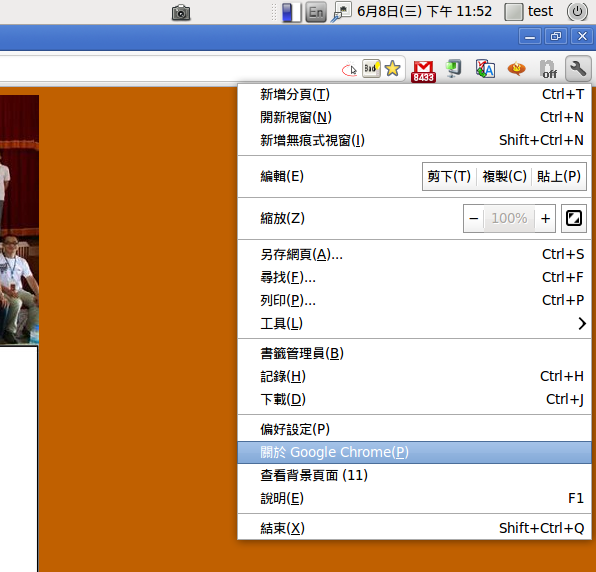 En 6月8日(三) 下午 11:52 test
Back 8433 off
新增分頁(T) Ctrl+T
開新視窗(N) Ctrl+N
新增無痕式視窗(I) Shift+Ctrl+N
編輯(E) 剪下(T) 複製(C) 貼上(P)
縮放(Z) − 100% +
另存網頁(A)... Ctrl+S
尋找(F)... Ctrl+F
列印(P)... Ctrl+P
工具(L)
書籤管理員(B)
記錄(H) Ctrl+H
下載(D) Ctrl+J
偏好設定(P)
關於 Google Chrome(P)
查看背景頁面 (11)
說明(E) F1
結束(X) Shift+Ctrl+Q